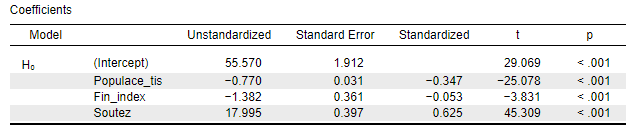 Coefficients
Model Unstandardized Standard Error Standardized t p
H₀ (Intercept) 55.570 1.912 29.069 < .001
Populace_tis −0.770 0.031 −0.347 −25.078 < .001
Fin_index −1.382 0.361 −0.053 −3.831 < .001
Soutez 17.995 0.397 0.625 45.309 < .001